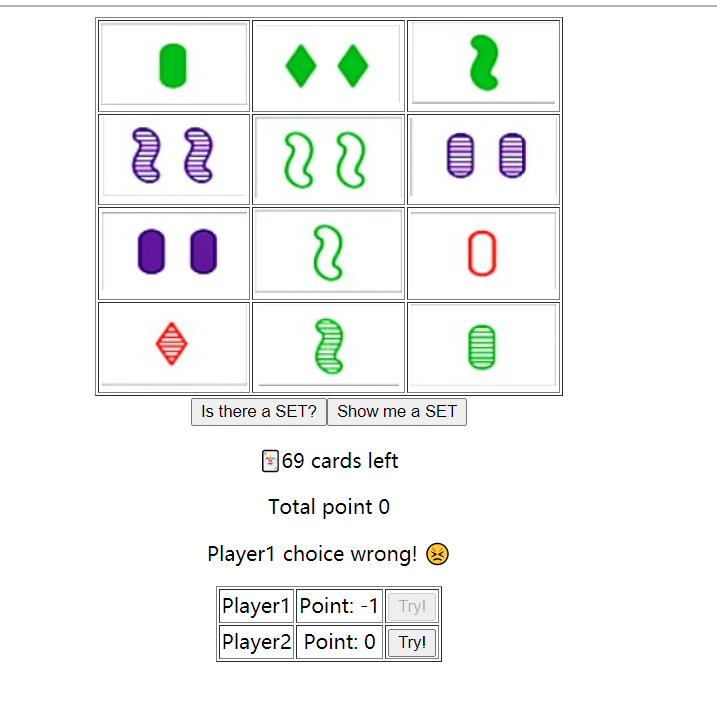 Is there a SET? Show me a SET
🃏69 cards left
Total point 0
Player1 choice wrong! 😣
Player1 Point: -1 Try!
Player2 Point: 0 Try!